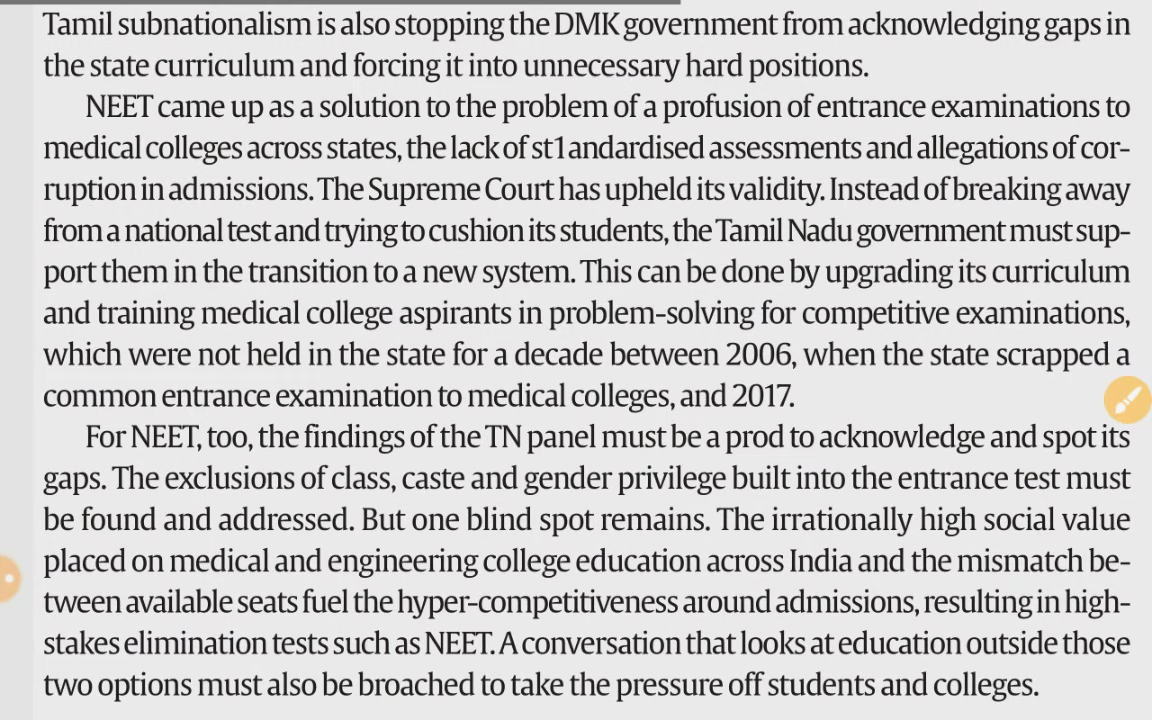 Tamil subnationalism is also stopping the DMK government from acknowledging gaps in
the state curriculum and forcing it into unnecessary hard positions.
NEET came up as a solution to the problem of a profusion of entrance examinations to
medical colleges across states, the lack of st1andardised assessments and allegations of cor-
ruption in admissions. The Supreme Court has upheld its validity. Instead of breaking away
from a national test and trying to cushion its students, the Tamil Nadu government must sup-
port them in the transition to a new system. This can be done by upgrading its curriculum
and training medical college aspirants in problem-solving for competitive examinations,
which were not held in the state for a decade between 2006, when the state scrapped a
common entrance examination to medical colleges, and 2017.
For NEET, too, the findings of the TN panel must be a prod to acknowledge and spot its
gaps. The exclusions of class, caste and gender privilege built into the entrance test must
be found and addressed. But one blind spot remains. The irrationally high social value
placed on medical and engineering college education across India and the mismatch be-
tween available seats fuel the hyper-competitiveness around admissions, resulting in high-
stakes elimination tests such as NEET. A conversation that looks at education outside those
two options must also be broached to take the pressure off students and colleges.